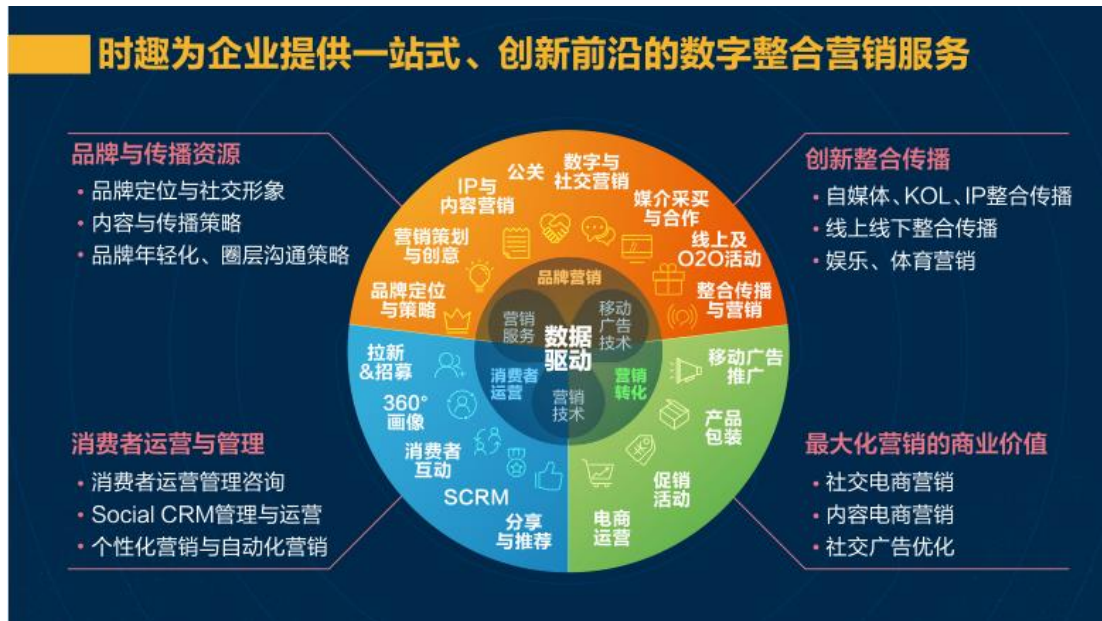 时趣为企业提供一站式、创新前沿的数字整合营销服务
品牌与传播资源
• 品牌定位与社交形象
• 内容与传播策略
• 品牌年轻化、圈层沟通策略
创新整合传播
• 自媒体、KOL、IP整合传播
• 线上线下整合传播
• 娱乐、体育营销
品牌定位
与策略
营销策划
与创意
IP与
内容营销
公关
数字与
社交营销
媒介采买
与合作
线上及
O2O活动
整合传播
与营销
品牌营销
营销
服务
移动
广告
技术
数据
驱动
消费者
运营
营销
技术
营销
转化
拉新
&招募
360°
画像
消费者
互动
SCRM
分享
与推荐
移动广告
推广
产品
包装
促销
活动
电商
运营
消费者运营与管理
• 消费者运营管理咨询
• Social CRM管理与运营
• 个性化营销与自动化营销
最大化营销的商业价值
• 社交电商营销
• 内容电商营销
• 社交广告优化